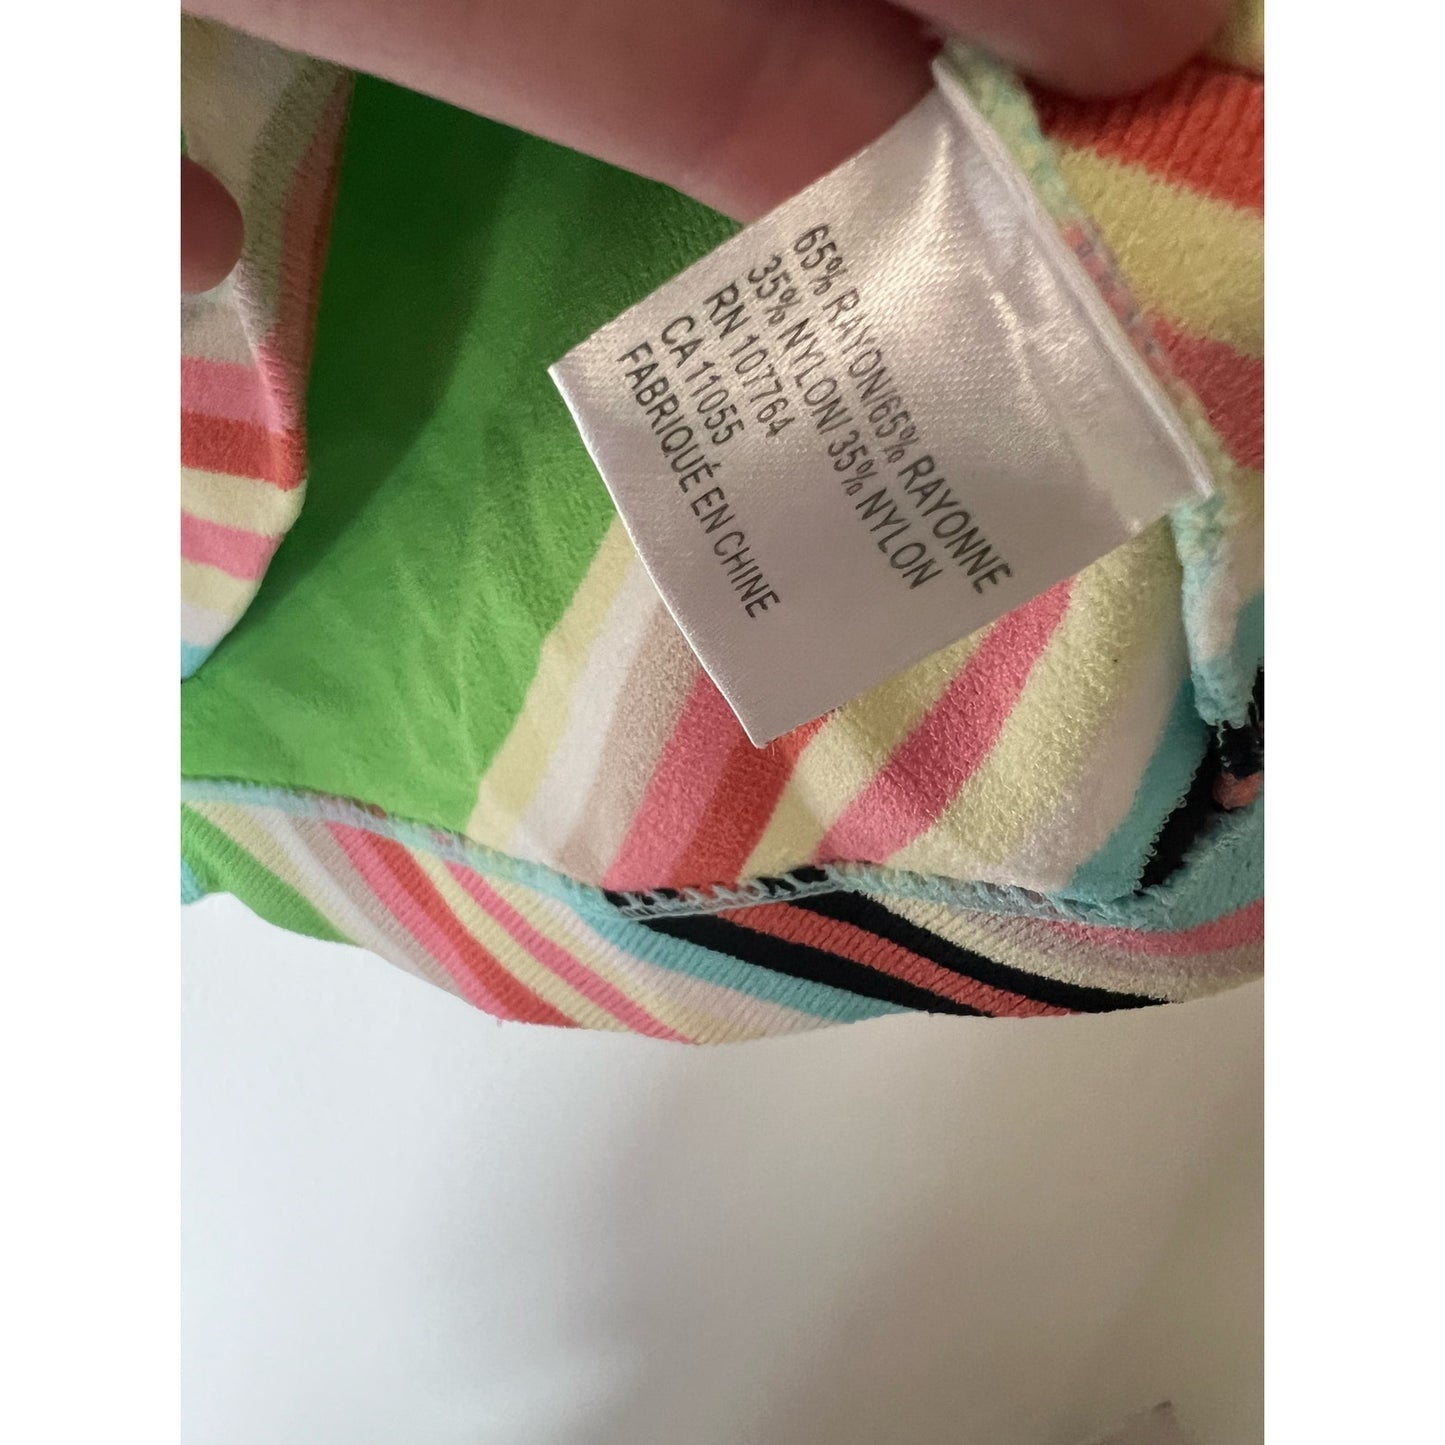 65% RAYON/65% RAYONNE
35% NYLON/ 35% NYLON
RN 107764
CA 11055
FABRIQUÉ EN CHINE